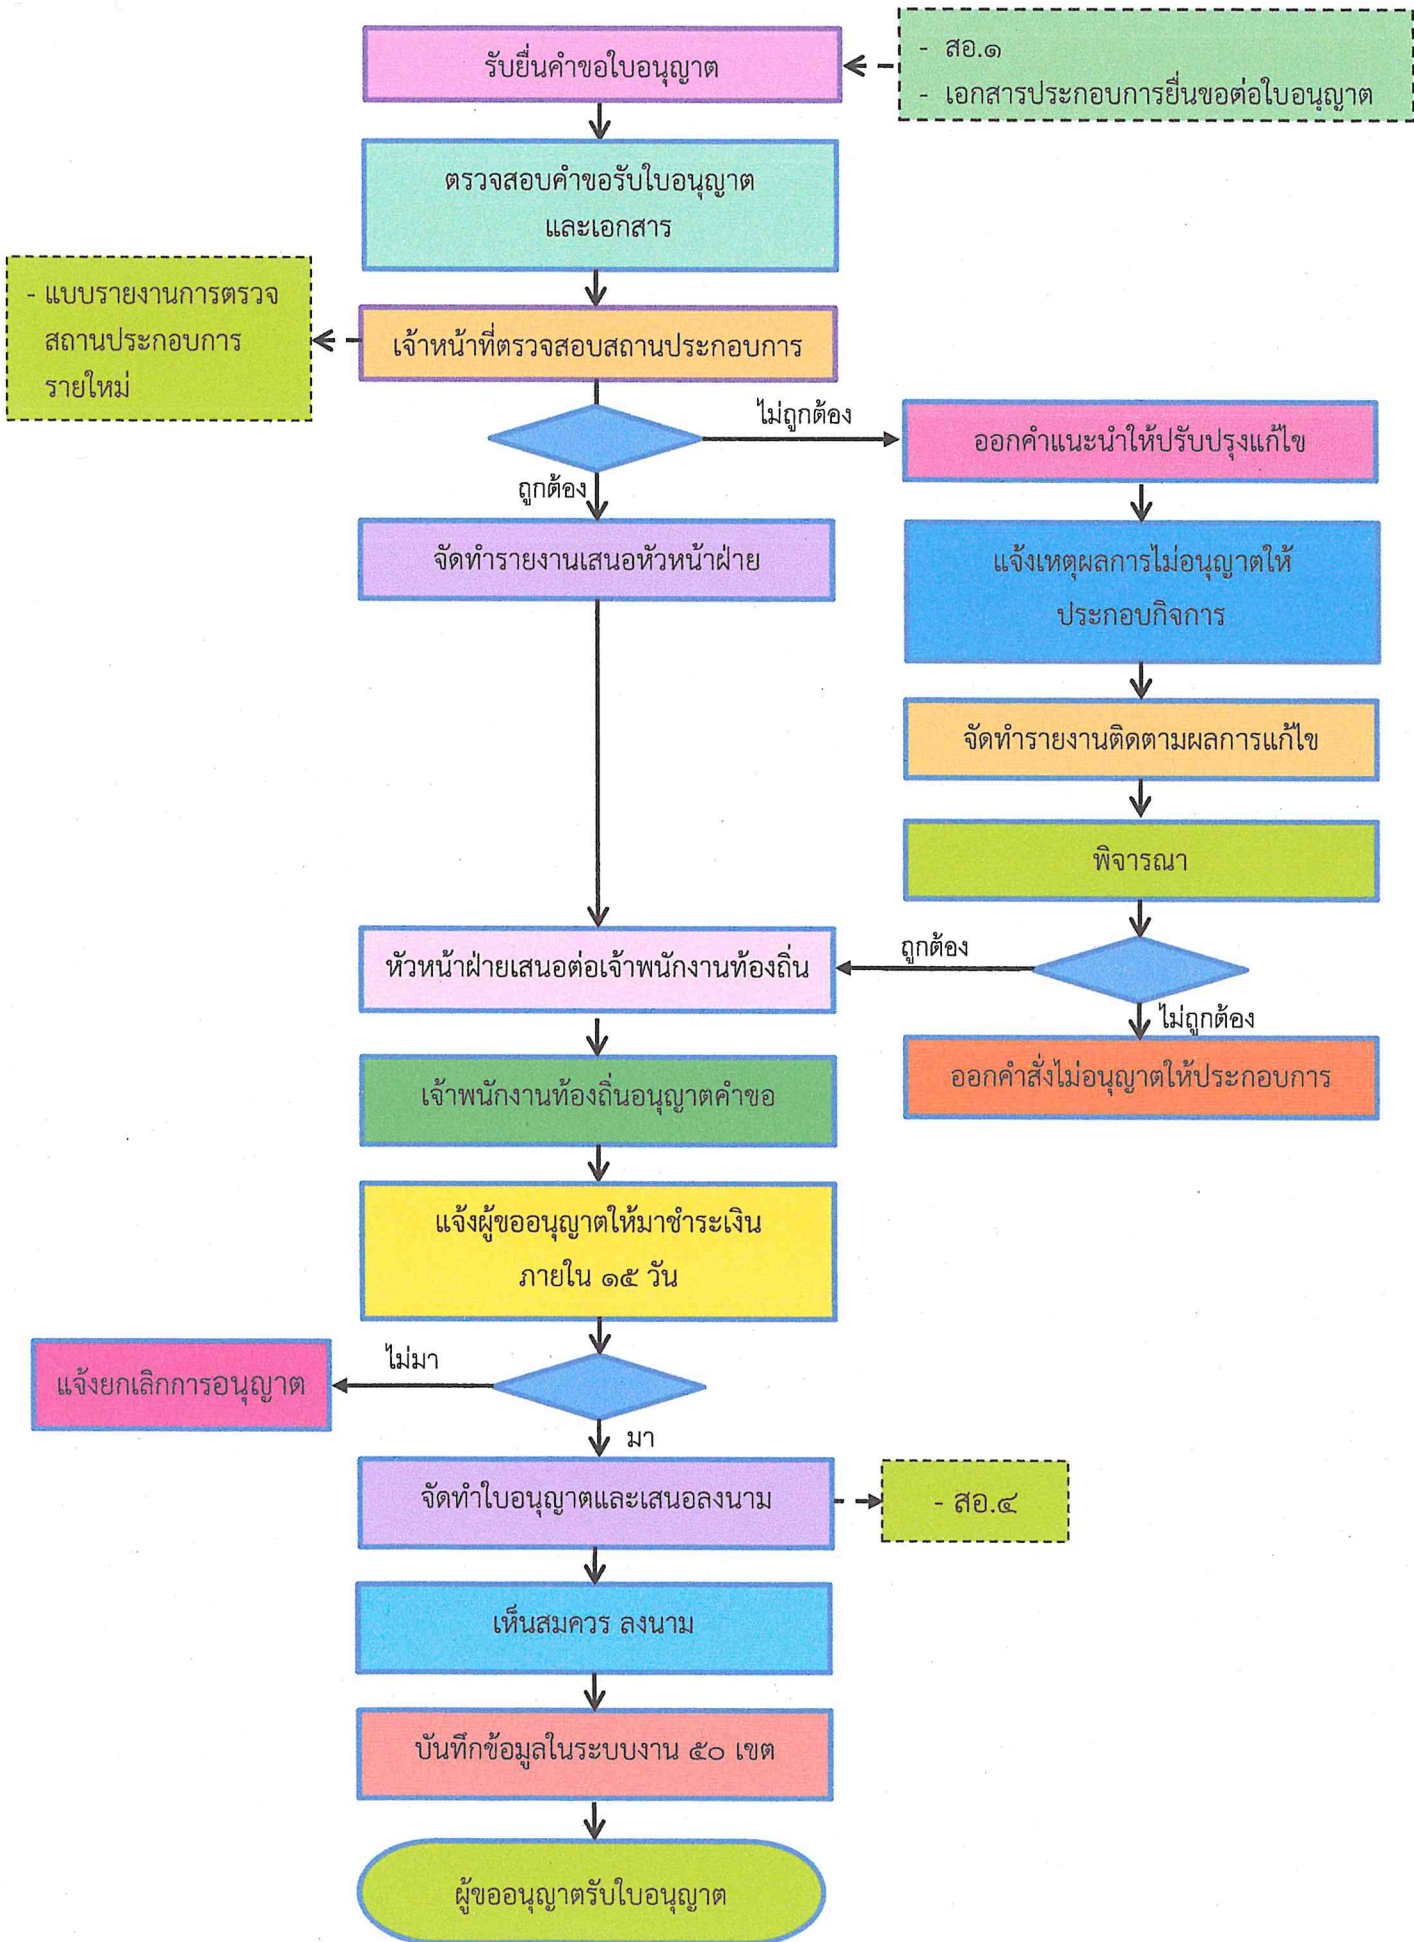 รับยื่นคำขอใบอนุญาต
- สอ.๑
- เอกสารประกอบการยื่นขอต่อใบอนุญาต
ตรวจสอบคำขอรับใบอนุญาต
และเอกสาร
- แบบรายงานการตรวจ
สถานประกอบการ
รายใหม่
เจ้าหน้าที่ตรวจสอบสถานประกอบการ
ไม่ถูกต้อง
ออกคำแนะนำให้ปรับปรุงแก้ไข
ถูกต้อง
จัดทำรายงานเสนอหัวหน้าฝ่าย
แจ้งเหตุผลการไม่อนุญาตให้
ประกอบกิจการ
จัดทำรายงานติดตามผลการแก้ไข
พิจารณา
ถูกต้อง
หัวหน้าฝ่ายเสนอต่อเจ้าพนักงานท้องถิ่น
ไม่ถูกต้อง
ออกคำสั่งไม่อนุญาตให้ประกอบการ
เจ้าพนักงานท้องถิ่นอนุญาตคำขอ
แจ้งผู้ขออนุญาตให้มาชำระเงิน
ภายใน ๑๕ วัน
ไม่มา
แจ้งยกเลิกการอนุญาต
มา
จัดทำใบอนุญาตและเสนอลงนาม
- สอ.๔
เห็นสมควร ลงนาม
บันทึกข้อมูลในระบบงาน ๕๐ เขต
ผู้ขออนุญาตรับใบอนุญาต